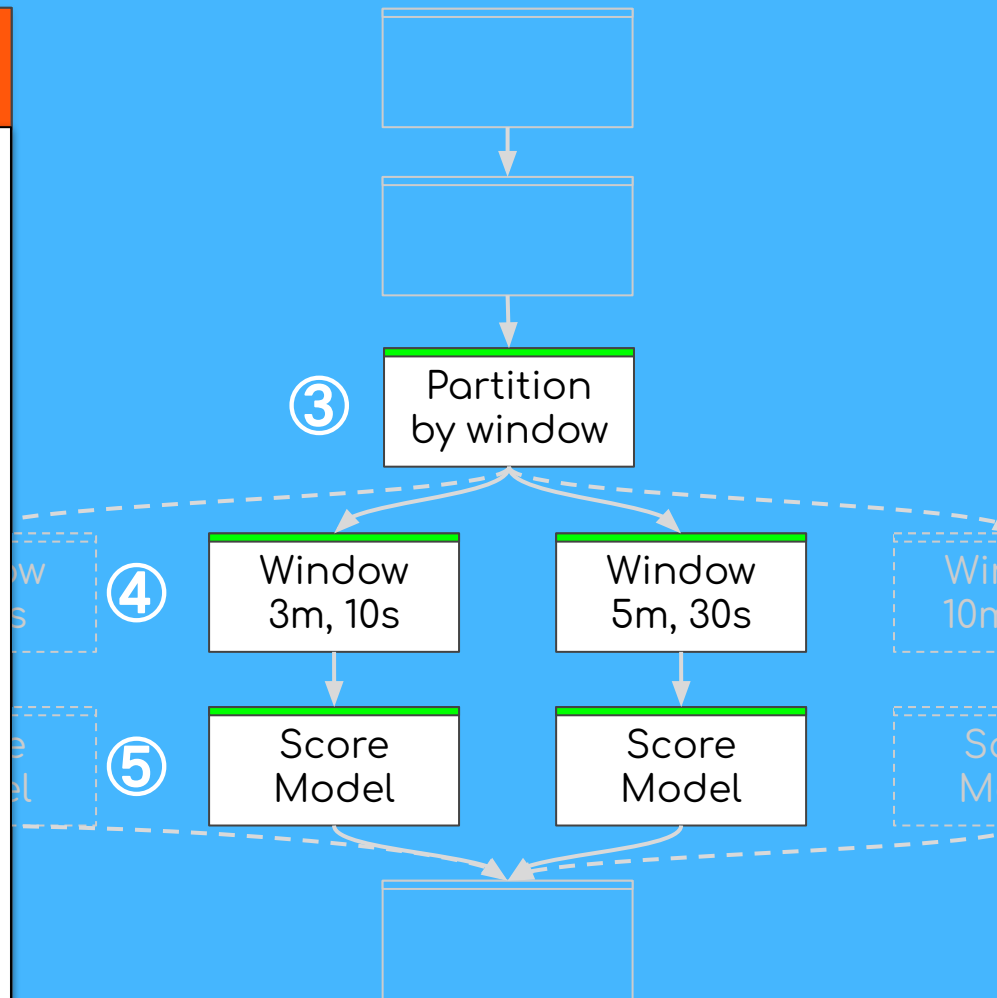 ③
Partition
by window
④
Window
3m, 10s
Window
5m, 30s
⑤
Score
Model
Score
Model